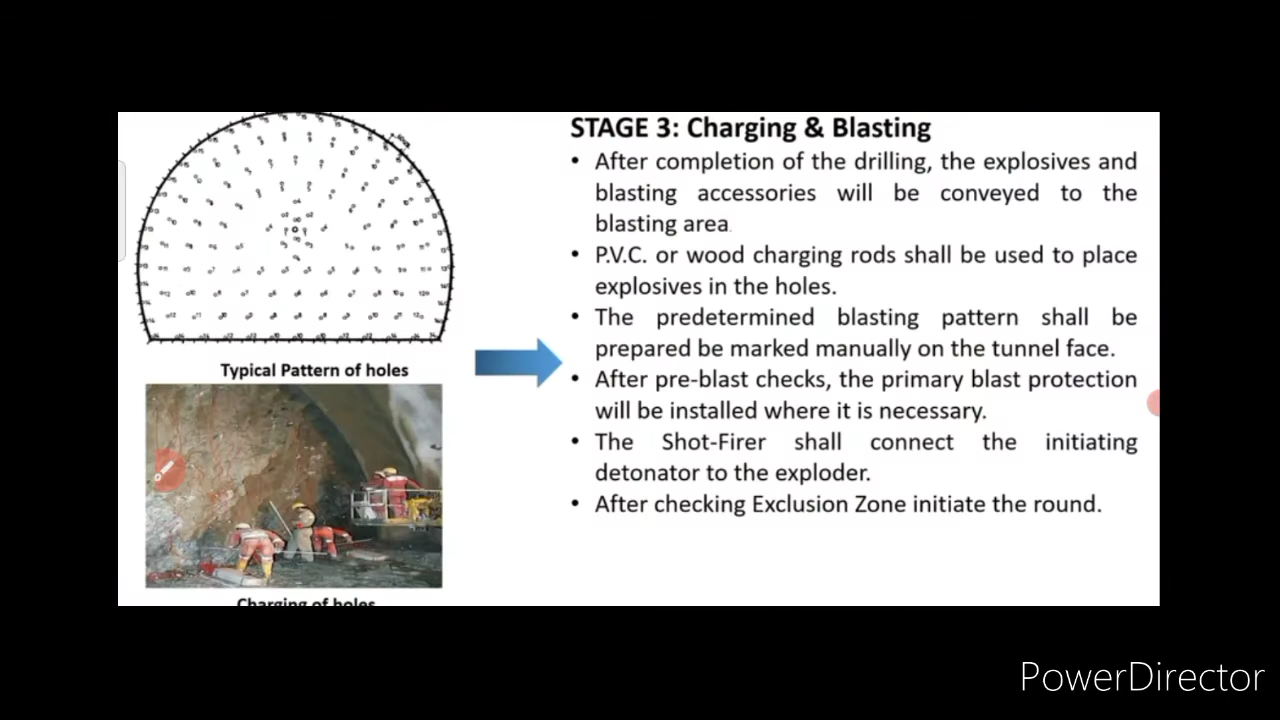 STAGE 3: Charging & Blasting
• After completion of the drilling, the explosives and
blasting accessories will be conveyed to the
blasting area.
• P.V.C. or wood charging rods shall be used to place
explosives in the holes.
• The predetermined blasting pattern shall be
prepared be marked manually on the tunnel face.
• After pre-blast checks, the primary blast protection
will be installed where it is necessary.
• The Shot-Firer shall connect the initiating
detonator to the exploder.
• After checking Exclusion Zone initiate the round.
Typical Pattern of holes
Charging of holes
PowerDirector